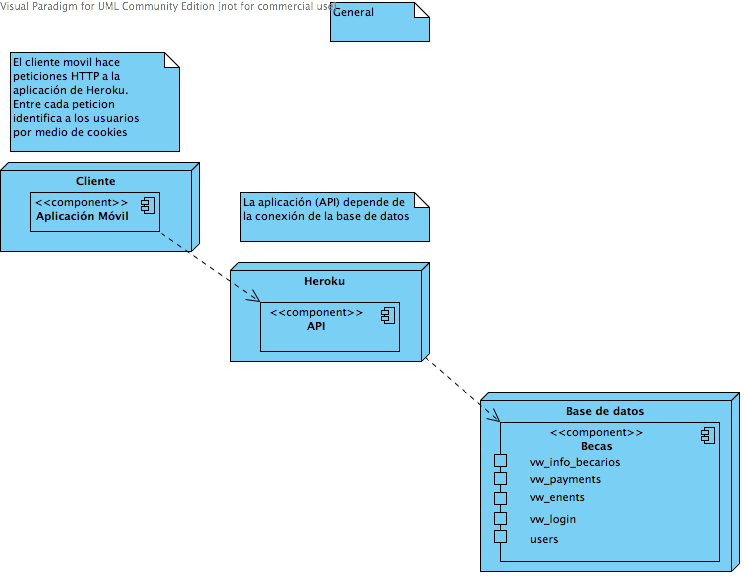 Visual Paradigm for UML Community Edition [not for commercial use]
General
El cliente movil hace
peticiones HTTP a la
aplicación de Heroku.
Entre cada peticion
identifica a los usuarios
por medio de cookies
Cliente
<<component>>
Aplicación Móvil
La aplicación (API) depende de
la conexión de la base de datos
Heroku
<<component>>
API
Base de datos
<<component>>
Becas
vw_info_becarios
vw_payments
vw_enents
vw_login
users